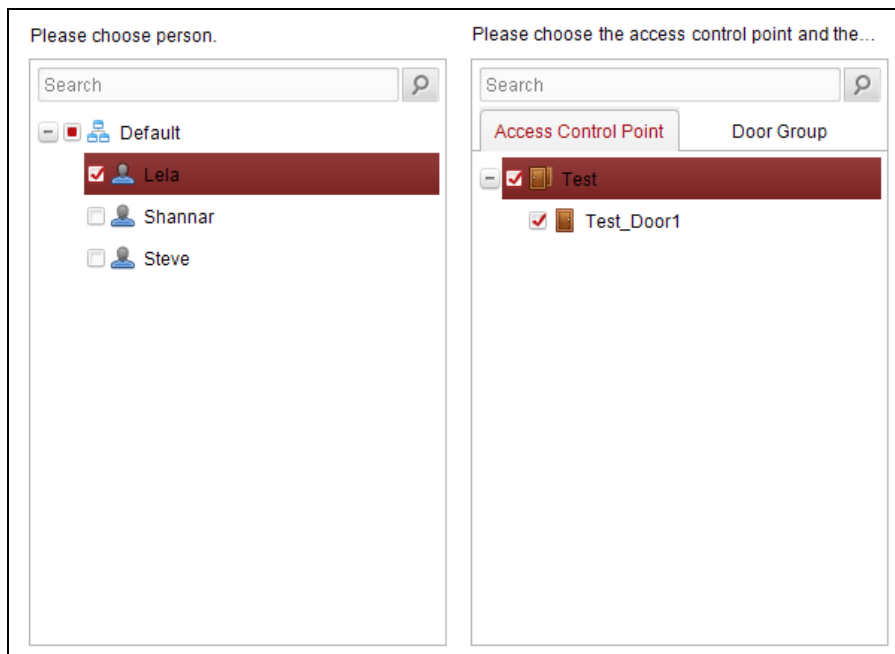 Please choose person.
Search
Default
Lela
Shannar
Steve
Please choose the access control point and the...
Search
Access Control Point
Door Group
Test
Test_Door1